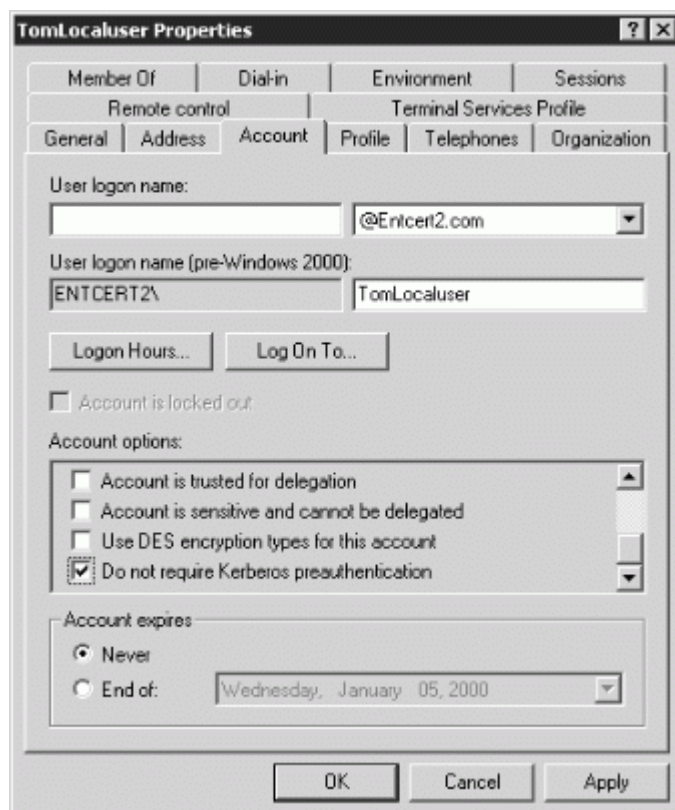 TomLocaluser Properties
Member Of Dial-in Environment Sessions
Remote control Terminal Services Profile
General Address Account Profile Telephones Organization
User logon name:
@Entcert2.com
User logon name (pre-Windows 2000):
ENTCERT2\ TomLocaluser
Logon Hours... Log On To...
Account is locked out
Account options:
Account is trusted for delegation
Account is sensitive and cannot be delegated
Use DES encryption types for this account
Do not require Kerberos preauthentication
Account expires
Never
End of: Wednesday, January 05, 2000
OK Cancel Apply